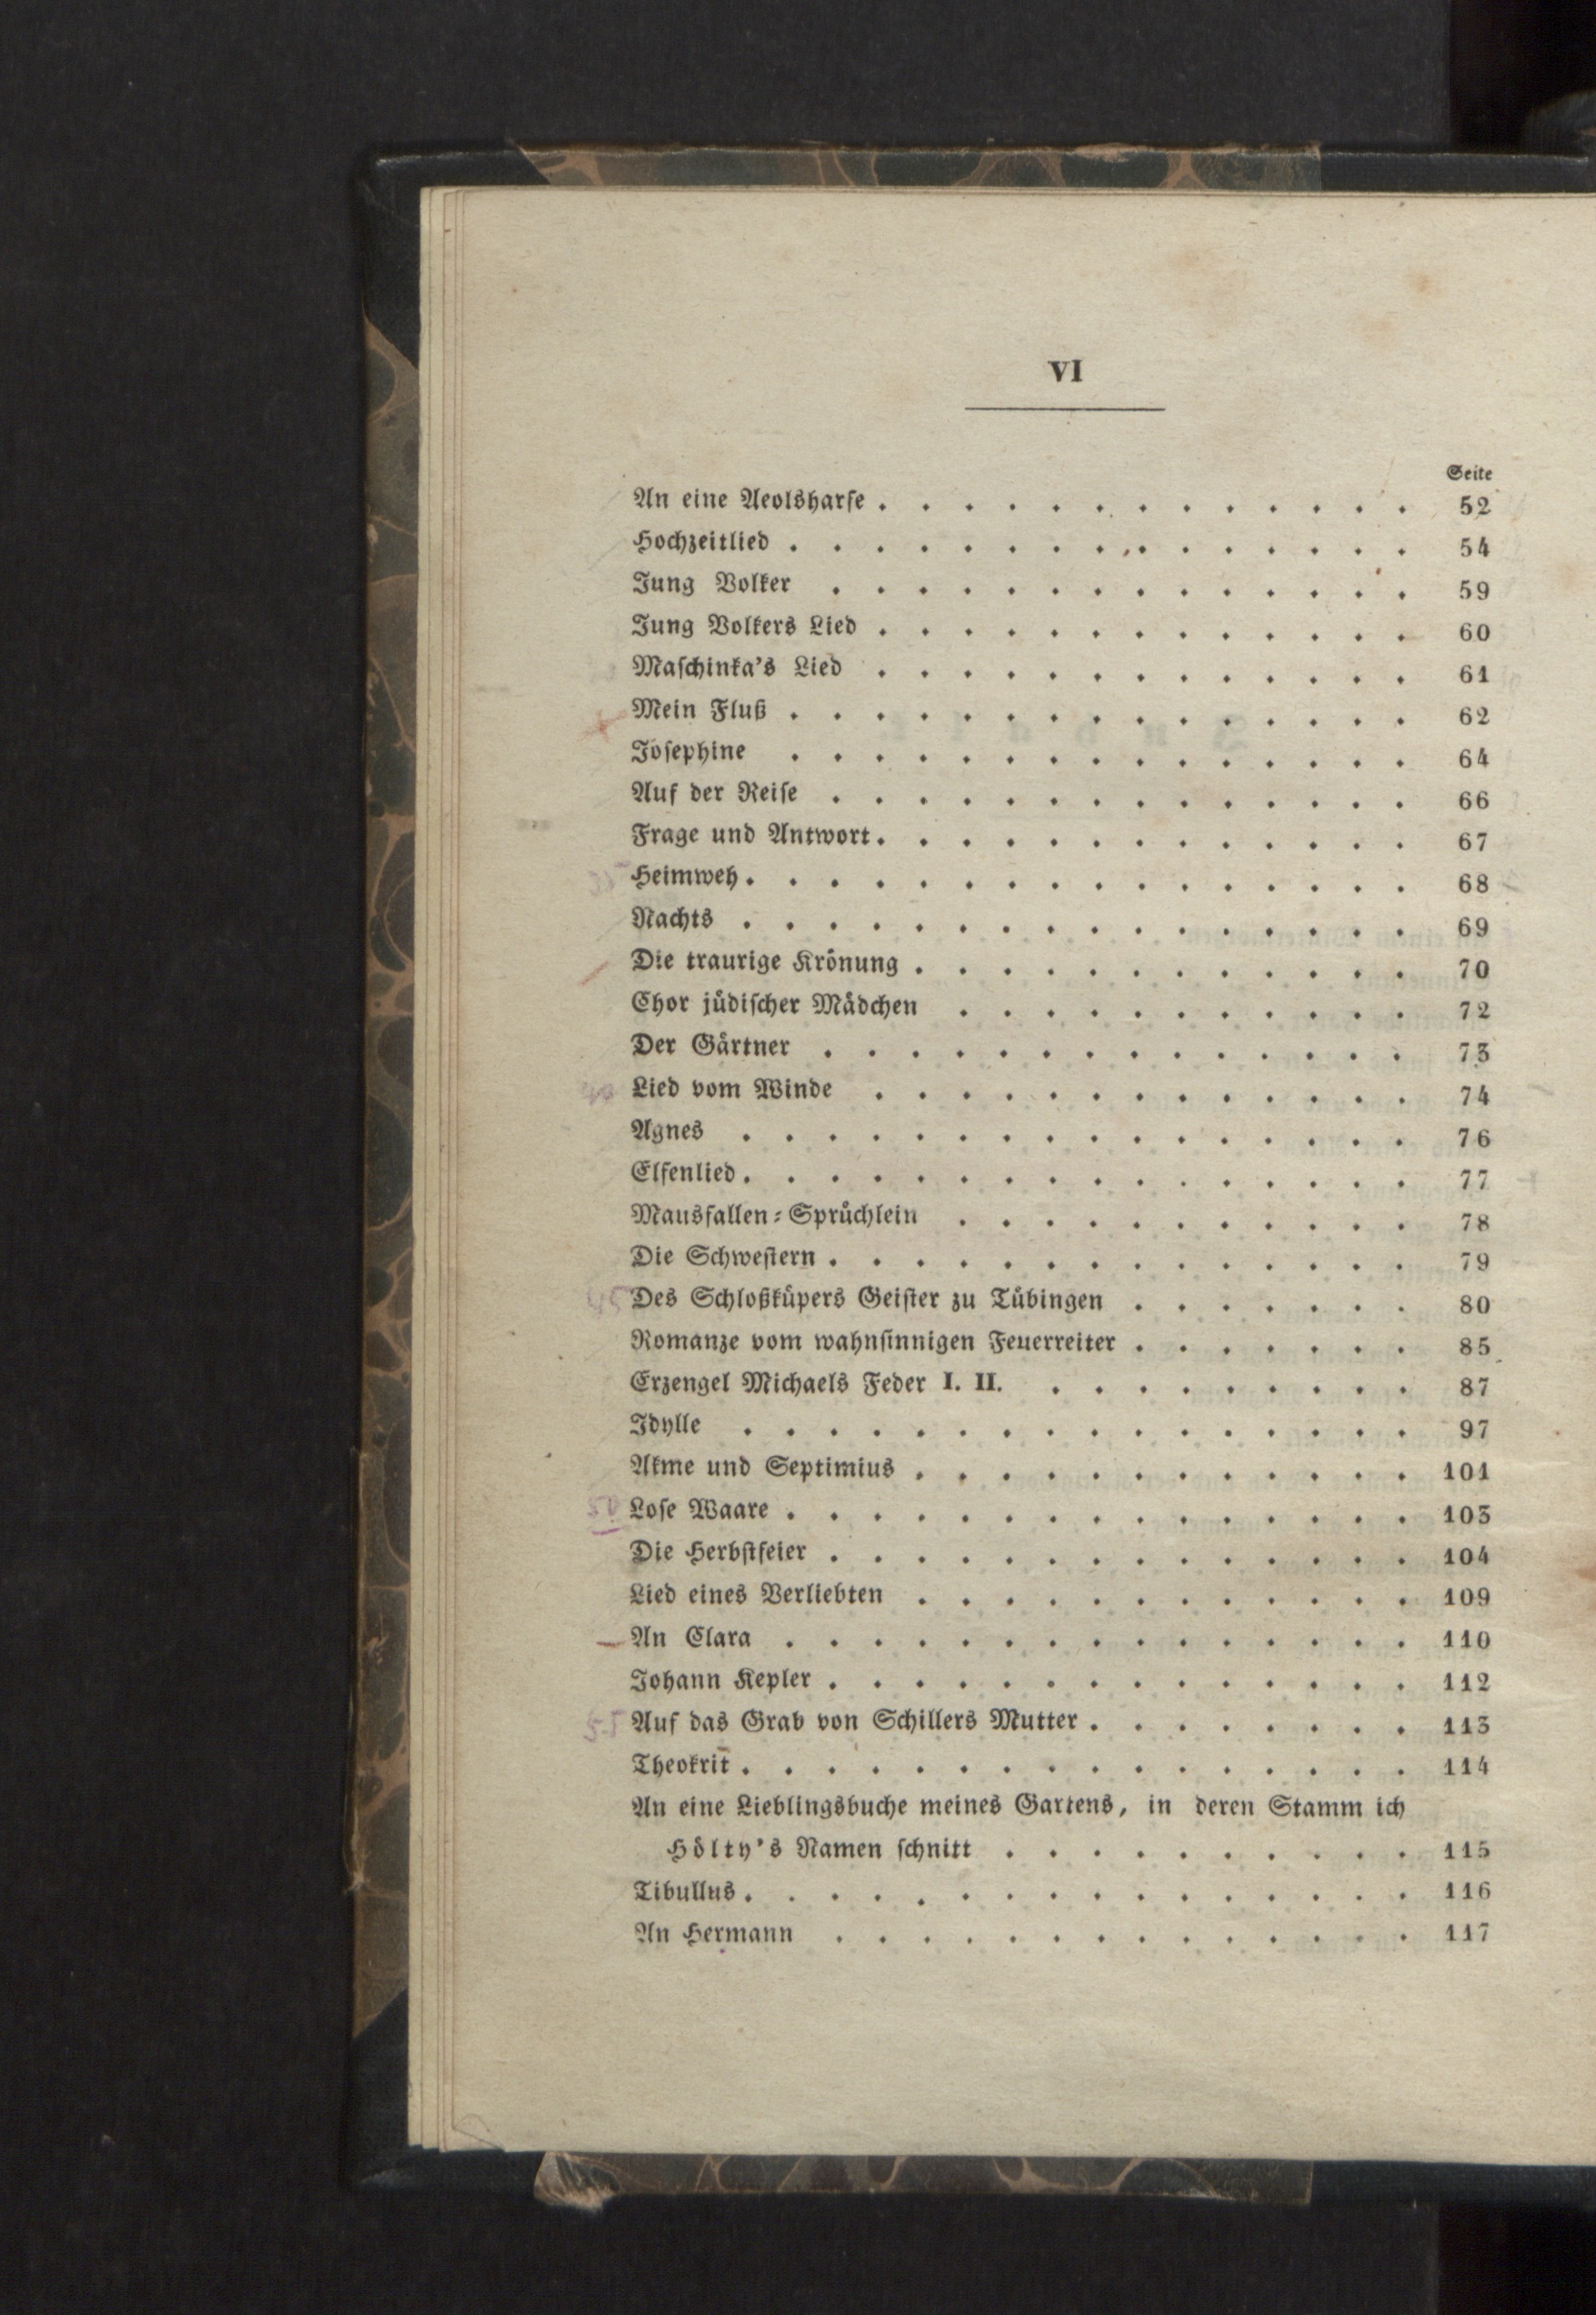 VI
Seite
An eine Aeolsharfe . . . . . . . . . . . . . 52
Hochzeitlied . . . . . . . . . . . . . . . 54
Jung Volker . . . . . . . . . . . . . . 59
Jung Volkers Lied . . . . . . . . . . . . . 60
Maſchinka's Lied . . . . . . . . . . . . . 61
Mein Fluß . . . . . . . . . . . . . . . 62
Joſephine . . . . . . . . . . . . . . . 64
Auf der Reiſe . . . . . . . . . . . . . . 66
Frage und Antwort . . . . . . . . . . . . . 67
Heimweh . . . . . . . . . . . . . . . . 68
Nachts . . . . . . . . . . . . . . . . 69
Die traurige Krönung . . . . . . . . . . . . 70
Chor jüdiſcher Mädchen . . . . . . . . . . . 72
Der Gärtner . . . . . . . . . . . . . . 73
40 Lied vom Winde . . . . . . . . . . . . . 74
Agnes . . . . . . . . . . . . . . . . 76
Elfenlied . . . . . . . . . . . . . . . . 77
Mausfallen-Sprüchlein . . . . . . . . . . . 78
Die Schweſtern . . . . . . . . . . . . . . 79
45 Des Schloßküpers Geiſter zu Tübingen . . . . . . . 80
Romanze vom wahnſinnigen Feuerreiter . . . . . . . 85
Erzengel Michaels Feder I. II. . . . . . . . . . 87
Idylle . . . . . . . . . . . . . . . . 97
Akme und Septimius . . . . . . . . . . . . 101
50 Loſe Waare . . . . . . . . . . . . . . . 103
Die Herbſtfeier . . . . . . . . . . . . . . 104
Lied eines Verliebten . . . . . . . . . . . . 109
An Clara . . . . . . . . . . . . . . . 110
Johann Kepler . . . . . . . . . . . . . . 112
55 Auf das Grab von Schillers Mutter . . . . . . . . 113
Theokrit . . . . . . . . . . . . . . . . 114
An eine Lieblingsbuche meines Gartens, in deren Stamm ich
Hölty's Namen ſchnitt . . . . . . . . . . 115
Tibullus . . . . . . . . . . . . . . . . 116
An Hermann . . . . . . . . . . . . . . 117